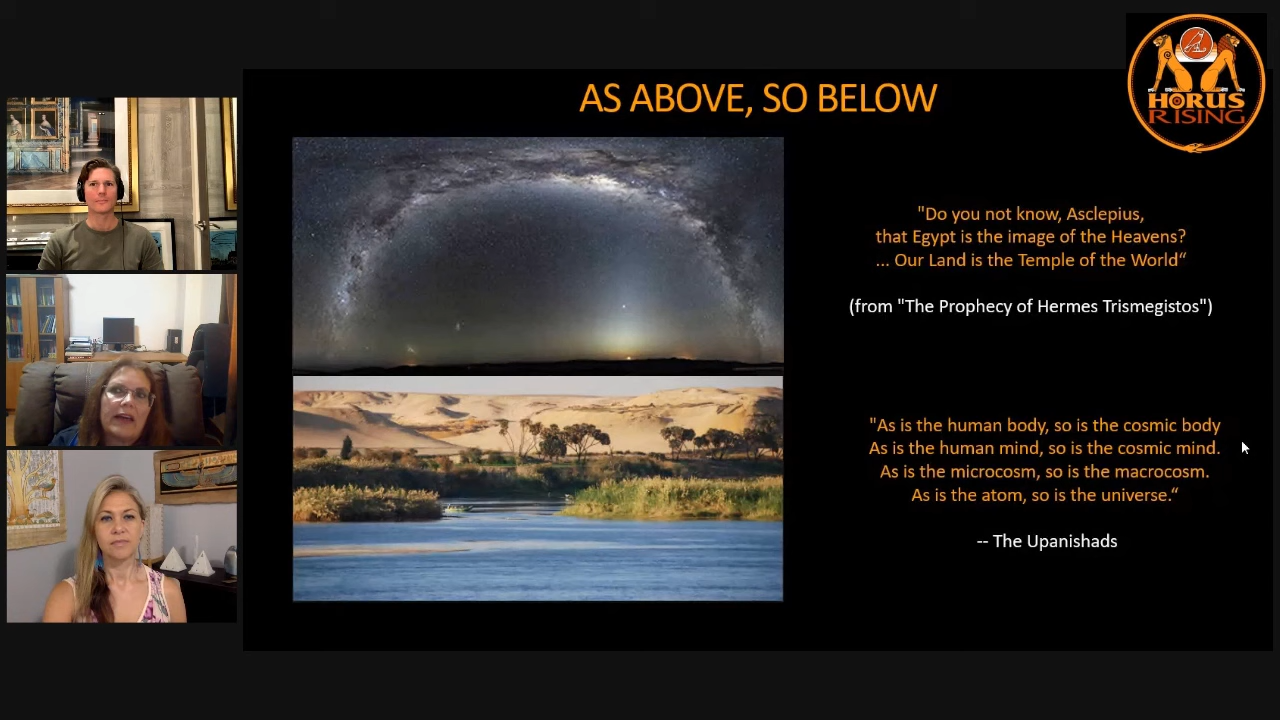 AS ABOVE, SO BELOW
HORUS
RISING
"Do you not know, Asclepius,
that Egypt is the image of the Heavens?
... Our Land is the Temple of the World“
(from "The Prophecy of Hermes Trismegistos")
"As is the human body, so is the cosmic body
As is the human mind, so is the cosmic mind.
As is the microcosm, so is the macrocosm.
As is the atom, so is the universe.“
-- The Upanishads